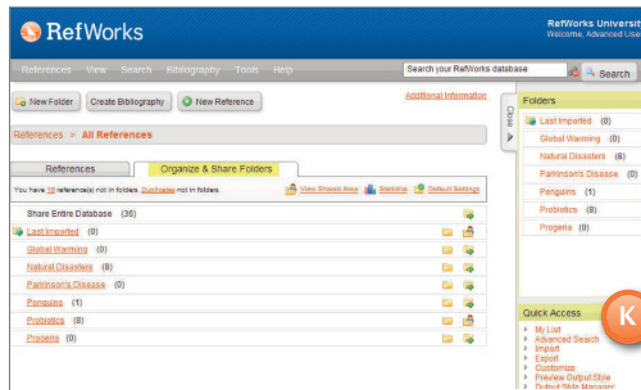 RefWorks
RefWorks University
Welcome, Advanced Use
References View Search Bibliography Tools Help
Search your RefWorks database
Search
New Folder
Create Bibliography
New Reference
Additional Information
References > All References
References
Organize & Share Folders
You have 19 reference(s) not in folders. Duplicates not in folders.
View Shared Area
Statistics
Default Settings
Share Entire Database (36)
Last Imported (0)
Global Warming (0)
Natural Disasters (8)
Parkinson's Disease (0)
Penguins (1)
Probiotics (8)
Progeria (0)
Close
Folders
Last Imported (0)
Global Warming (0)
Natural Disasters (8)
Parkinson's Disease (0)
Penguins (1)
Probiotics (8)
Progeria (0)
Quick Access
K
My List
Advanced Search
Import
Export
Customize
Preview Output Style
Output Style Manager